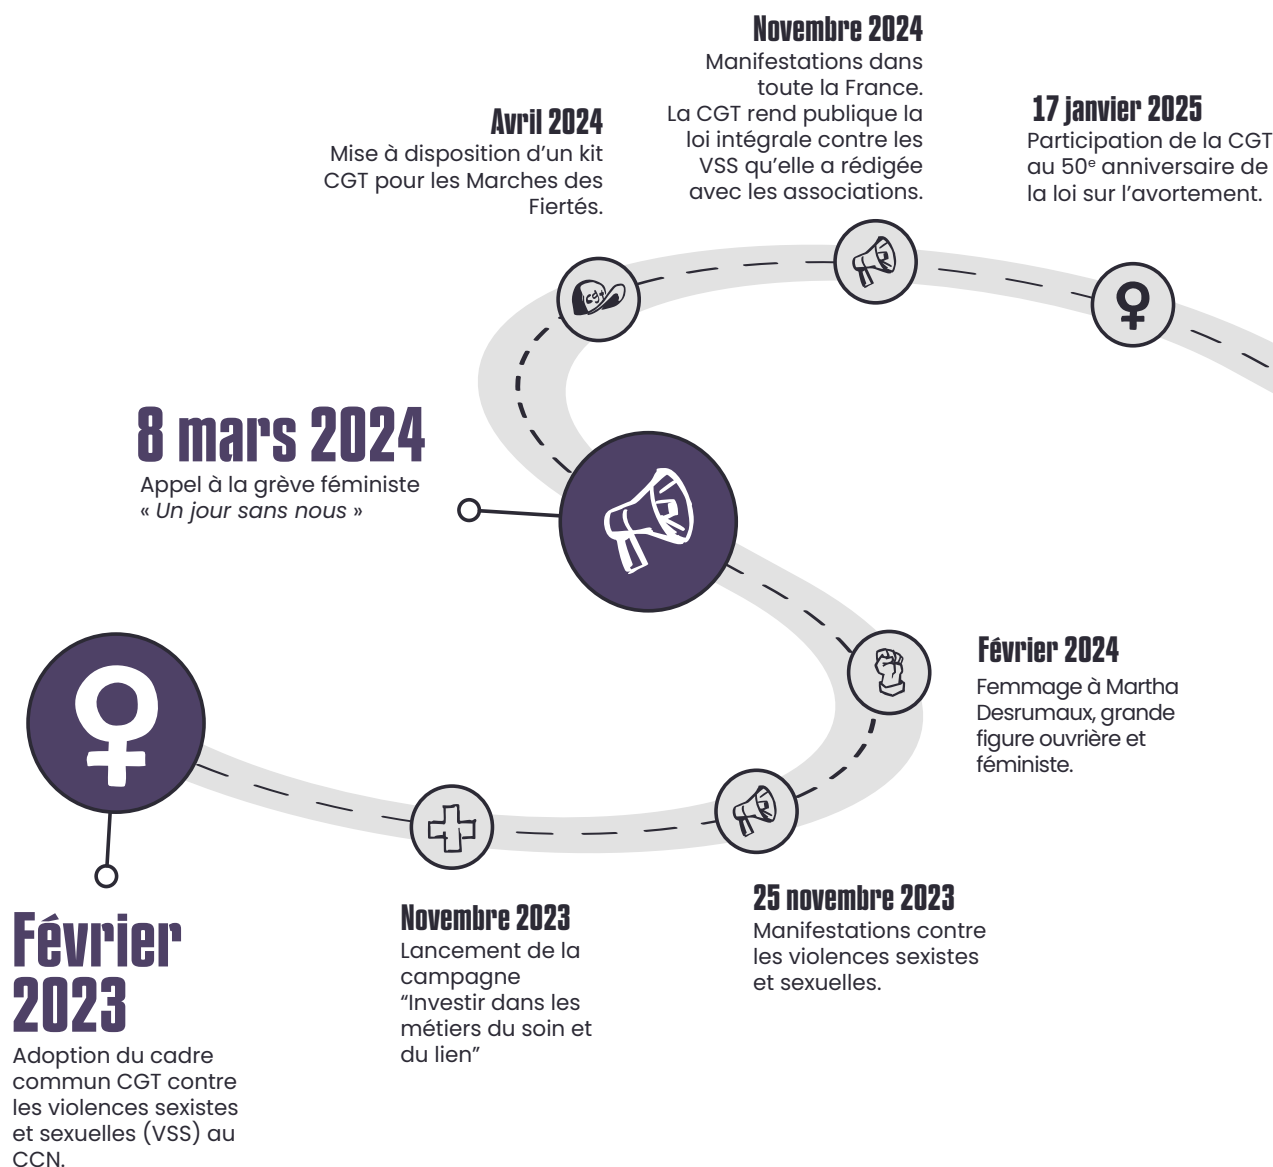 Novembre 2024
Manifestations dans
toute la France.
La CGT rend publique la
loi intégrale contre les
VSS qu’elle a rédigée
avec les associations.
Avril 2024
Mise à disposition d’un kit
CGT pour les Marches des
Fiertés.
17 janvier 2025
Participation de la CGT
au 50e anniversaire de
la loi sur l’avortement.
cgt
8 mars 2024
Appel à la grève féministe
« Un jour sans nous »
Février 2024
Femmage à Martha
Desrumaux, grande
figure ouvrière et
féministe.
25 novembre 2023
Manifestations contre
les violences sexistes
et sexuelles.
Novembre 2023
Lancement de la
campagne
“Investir dans les
métiers du soin et
du lien”
Février
2023
Adoption du cadre
commun CGT contre
les violences sexistes
et sexuelles (VSS) au
CCN.